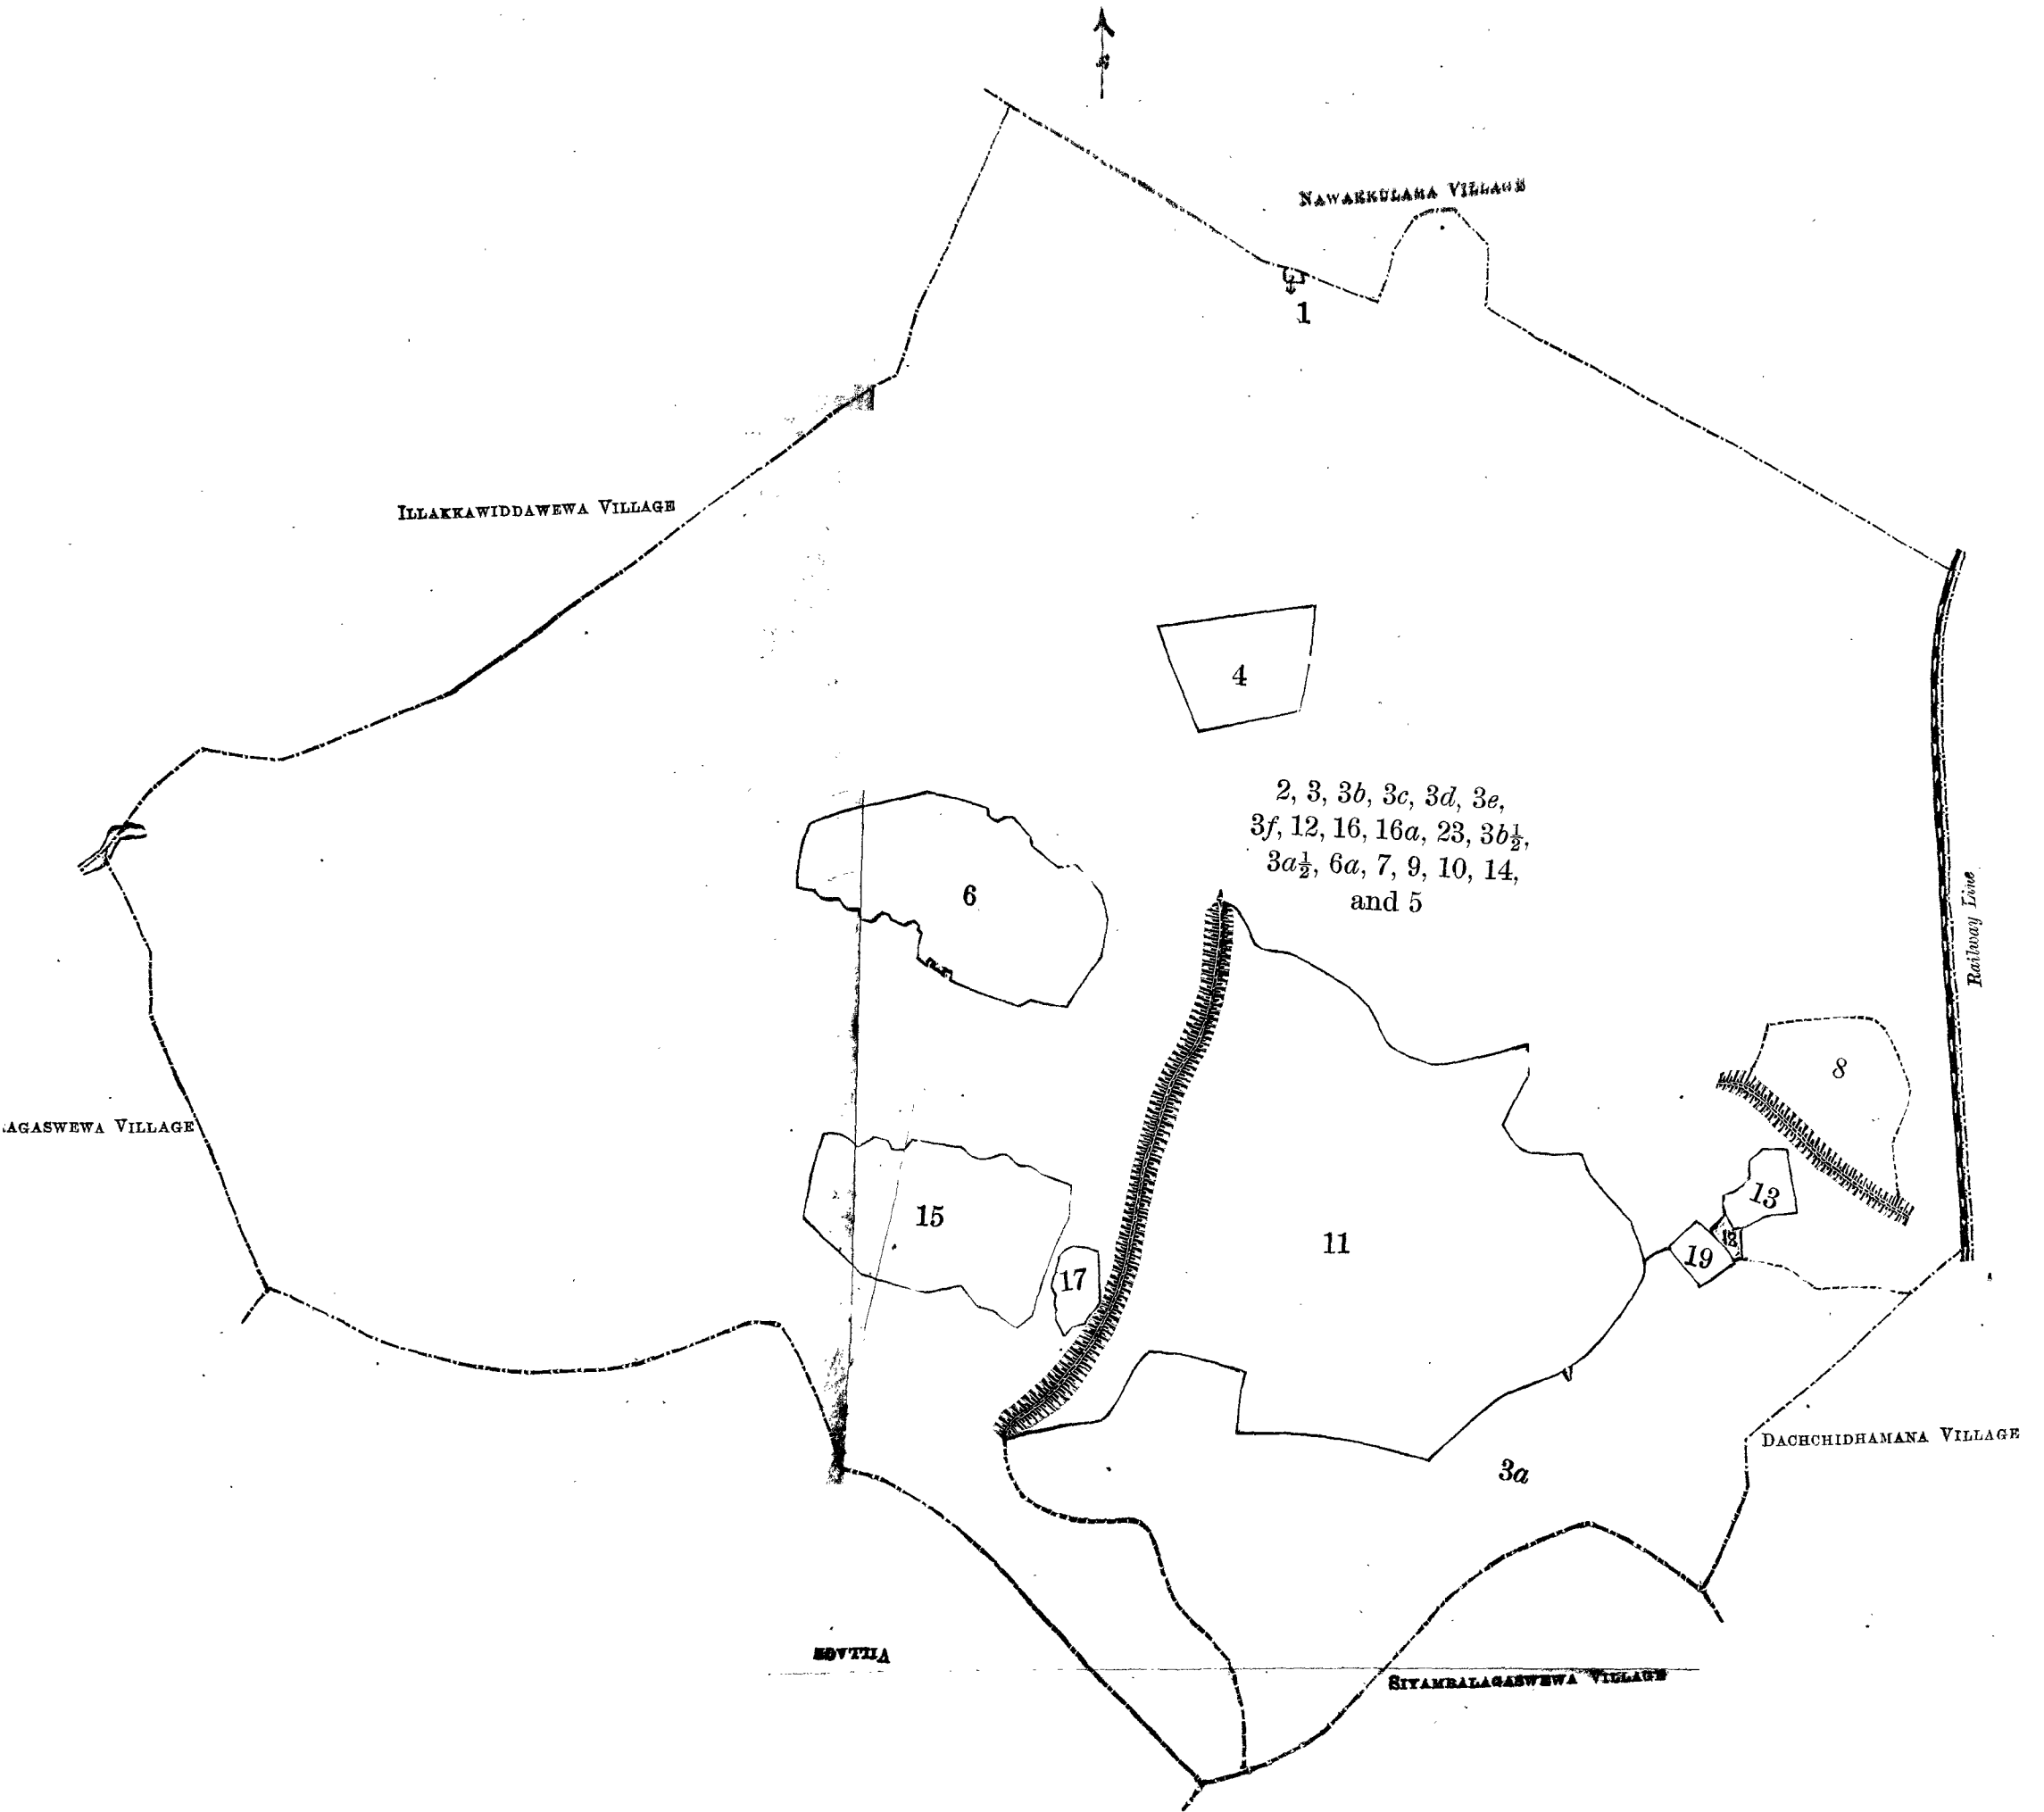 N
NAWAKKULAMA VILLAGE
1
ILLAKKAWIDDAWEWA VILLAGE
4
2, 3, 3b, 3c, 3d, 3e,
3f, 12, 16, 16a, 23, 3b½,
3a½, 6a, 7, 9, 10, 14,
and 5
6
Railway Line
8
AGASWEWA VILLAGE
13
15
11
18
19
17
DACHCHIDHAMANA VILLAGE
3a
VILLAGE
SIYAMBALAGASWEWA VILLAGE